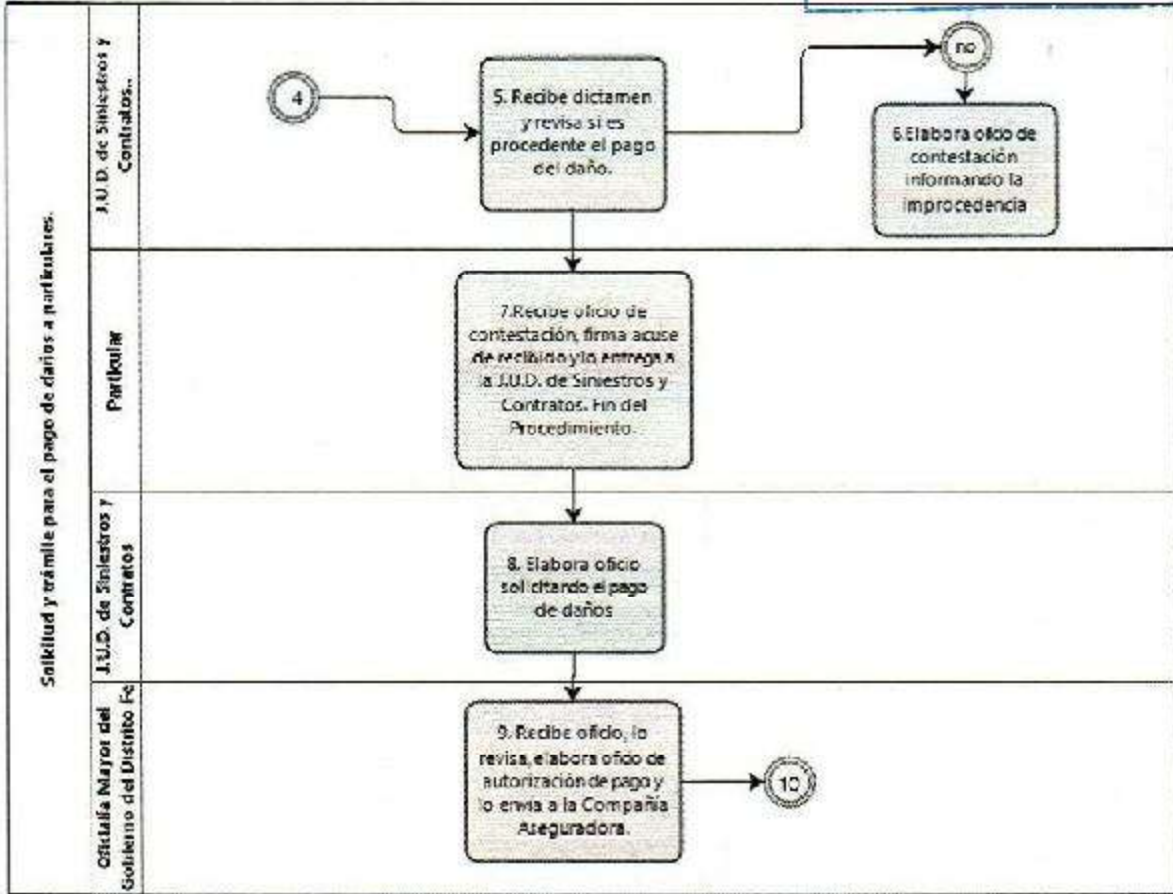 Solicitud y trámite para el pago de daños a particulares.
J.U.D. de Siniestros y
Contratos..
4
5. Recibe dictamen
y revisa si es
procedente el pago
del daño.
no
6.Elabora oficio de
contestación
informando la
improcedencia
Particular
7.Recibe oficio de
contestación, firma acuse
de recibido y lo entrega a
la J.U.D. de Siniestros y
Contratos. Fin del
Procedimiento.
J.U.D. de Siniestros y
Contratos
8. Elabora oficio
solicitando el pago
de daños
Oficialía Mayor del
Gobierno del Distrito Fe
9. Recibe oficio, lo
revisa, elabora oficio de
autorización de pago y
lo envia a la Compañía
Aseguradora.
10